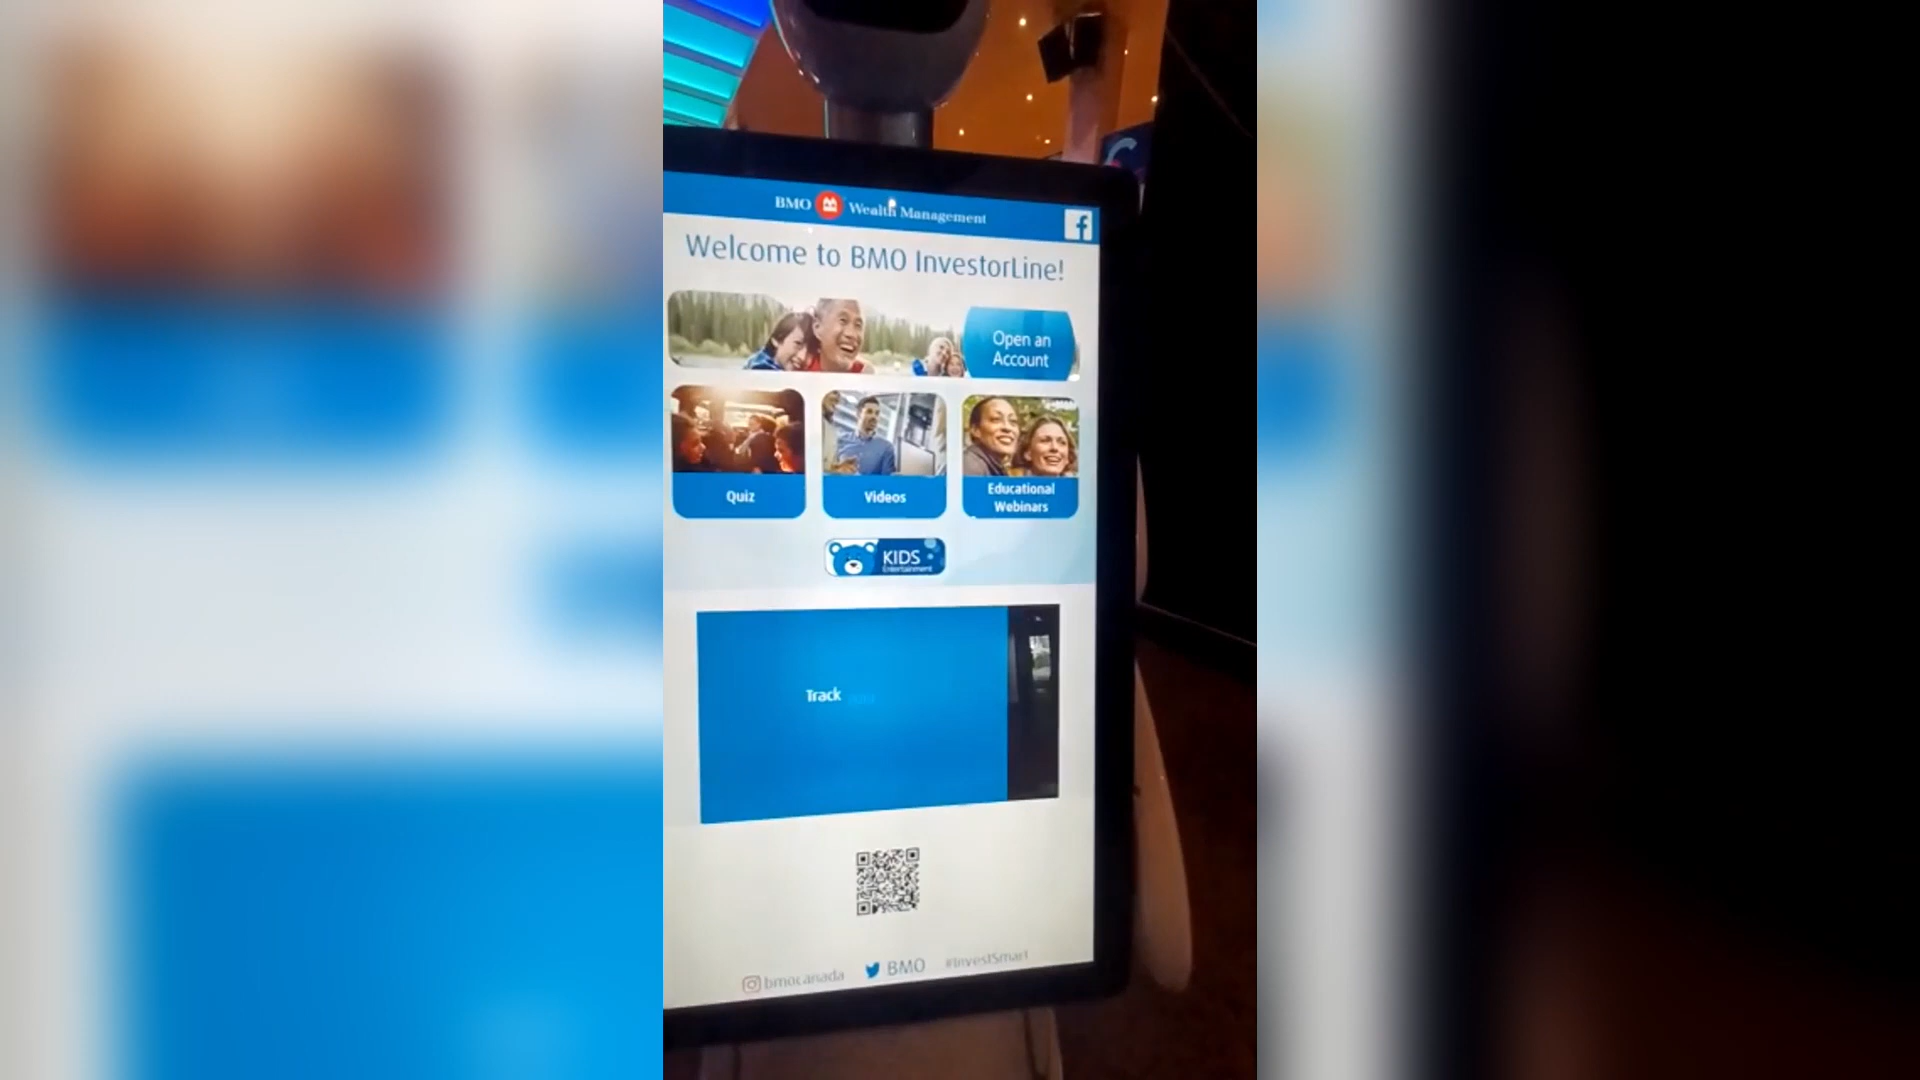 BMO Wealth Management
Welcome to BMO InvestorLine!
Open an
Account
Quiz
Videos
Educational
Webinars
KIDS
Entertainment
Track
bmocanada
BMO
#InvestSmart